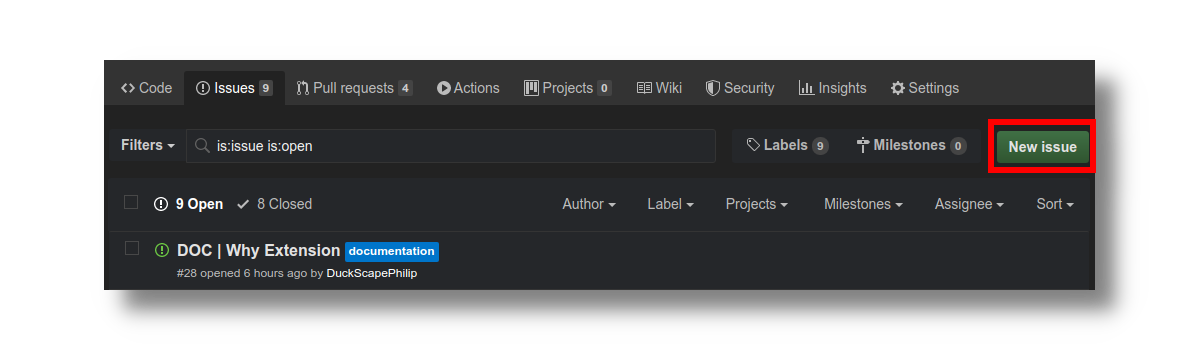 Code Issues 9 Pull requests 4 Actions Projects 0 Wiki Security Insights Settings
Filters is:issue is:open Labels 9 Milestones 0 New issue
9 Open 8 Closed Author Label Projects Milestones Assignee Sort
DOC | Why Extension documentation
#28 opened 6 hours ago by DuckScapePhilip